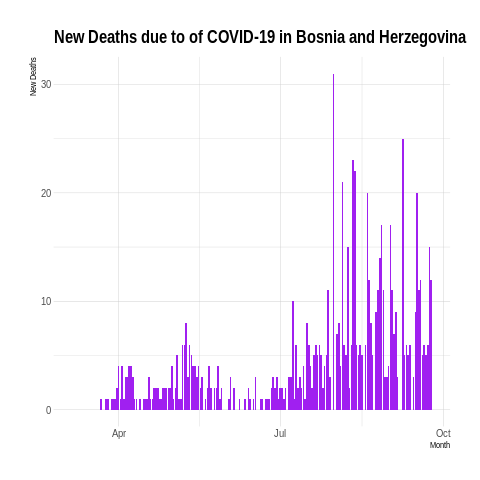 New Deaths due to of COVID-19 in Bosnia and Herzegovina
New Deaths
30
20
10
0
Apr
Jul
Oct
Month